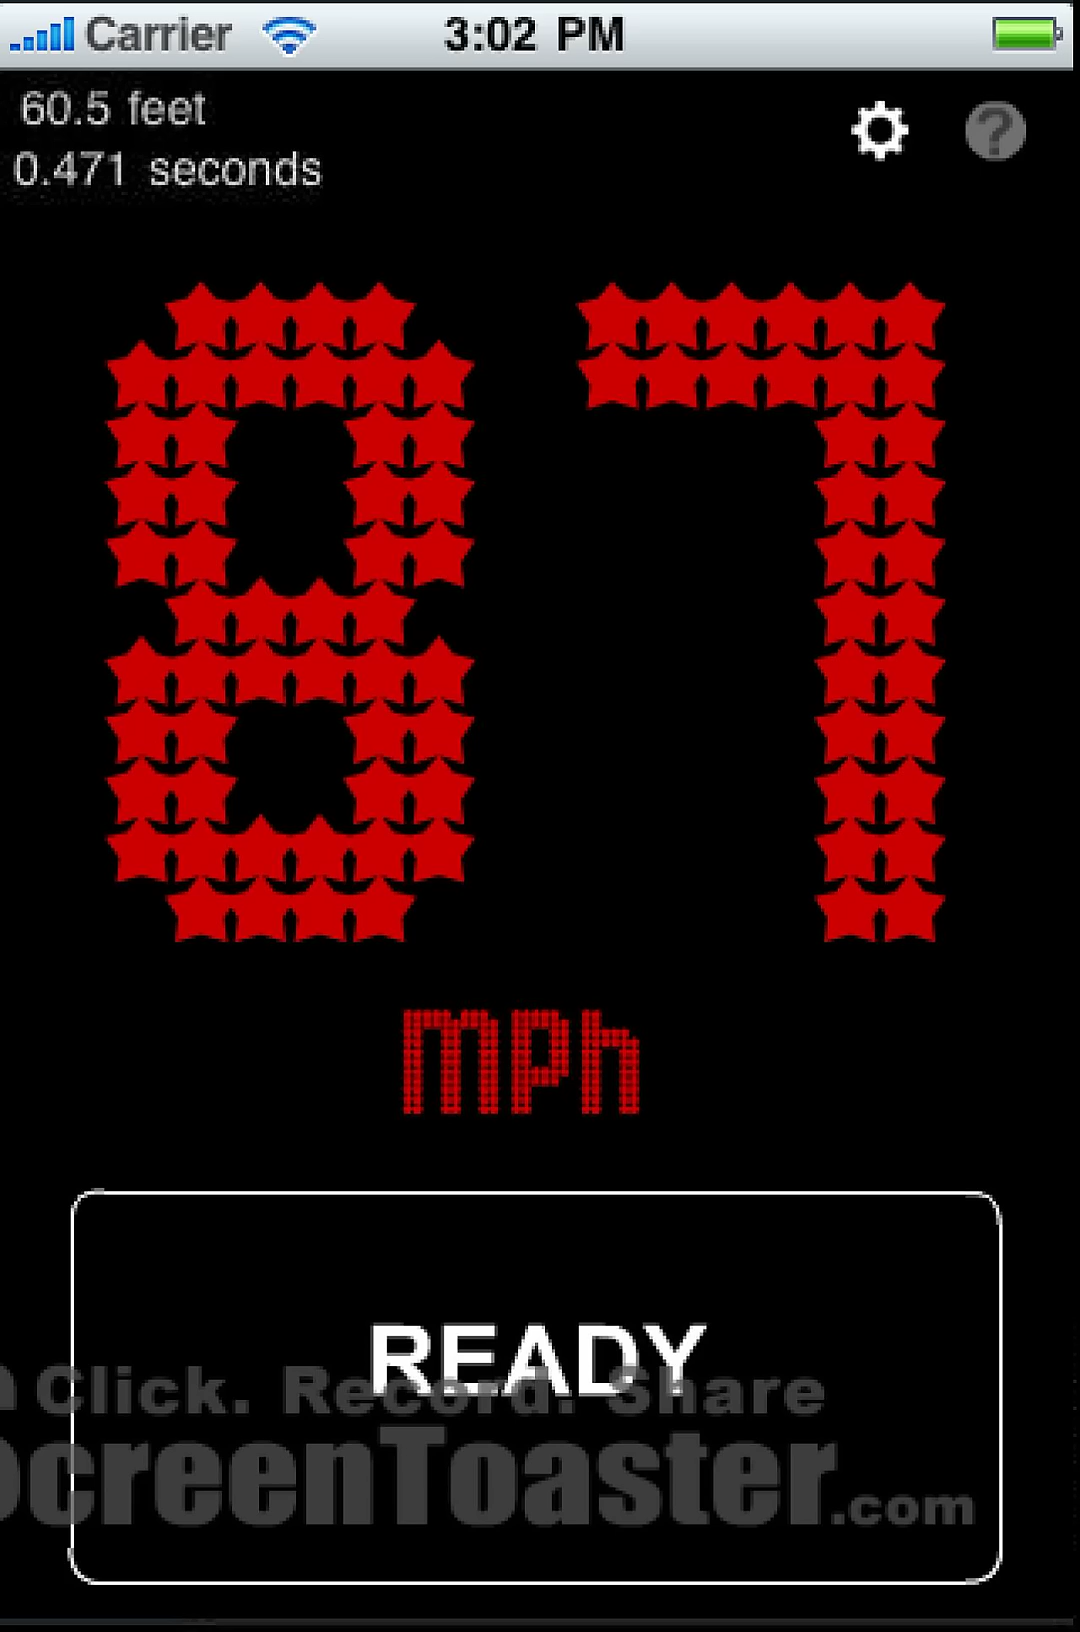 Carrier 3:02 PM
60.5 feet
0.471 seconds
?
87
mph
READY
Click. Record. Share
ScreenToaster.com